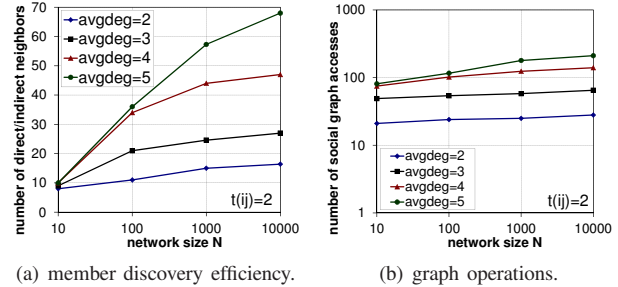 number of direct/indirect neighbors
70
60
50
40
30
20
10
0
avgdeg=2
avgdeg=3
avgdeg=4
avgdeg=5
t(ij)=2
10 100 1000 10000
network size N
(a) member discovery efficiency.
number of social graph accesses
1000
100
10
1
avgdeg=2
avgdeg=3
avgdeg=4
avgdeg=5
t(ij)=2
10 100 1000 10000
network size N
(b) graph operations.